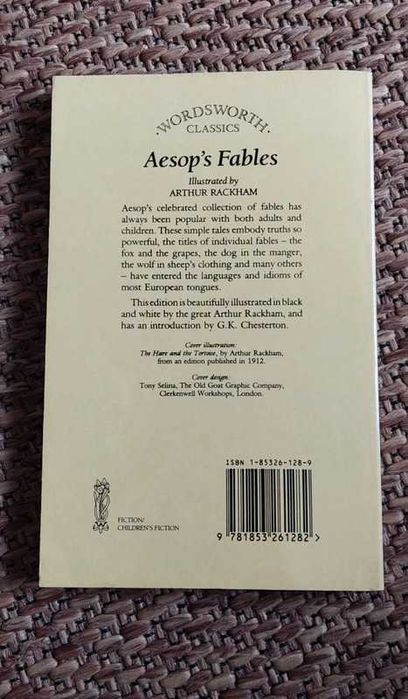 ·WORDSWORTH·
CLASSICS
Aesop's Fables
Illustrated by
ARTHUR RACKHAM
Aesop's celebrated collection of fables has
always been popular with both adults and
children. These simple tales embody truths so
powerful, the titles of individual fables – the
fox and the grapes, the dog in the manger,
the wolf in sheep's clothing and many others
– have entered the languages and idioms of
most European tongues.
This edition is beautifully illustrated in black
and white by the great Arthur Rackham, and
has an introduction by G.K. Chesterton.
Cover illustration:
The Hare and the Tortoise, by Arthur Rackham,
from an edition published in 1912.
Cover design:
Tony Selina, The Old Goat Graphic Company,
Clerkenwell Workshops, London.
ISBN 1-85326-128-9
FICTION/
CHILDREN'S FICTION
9 781853 261282 >